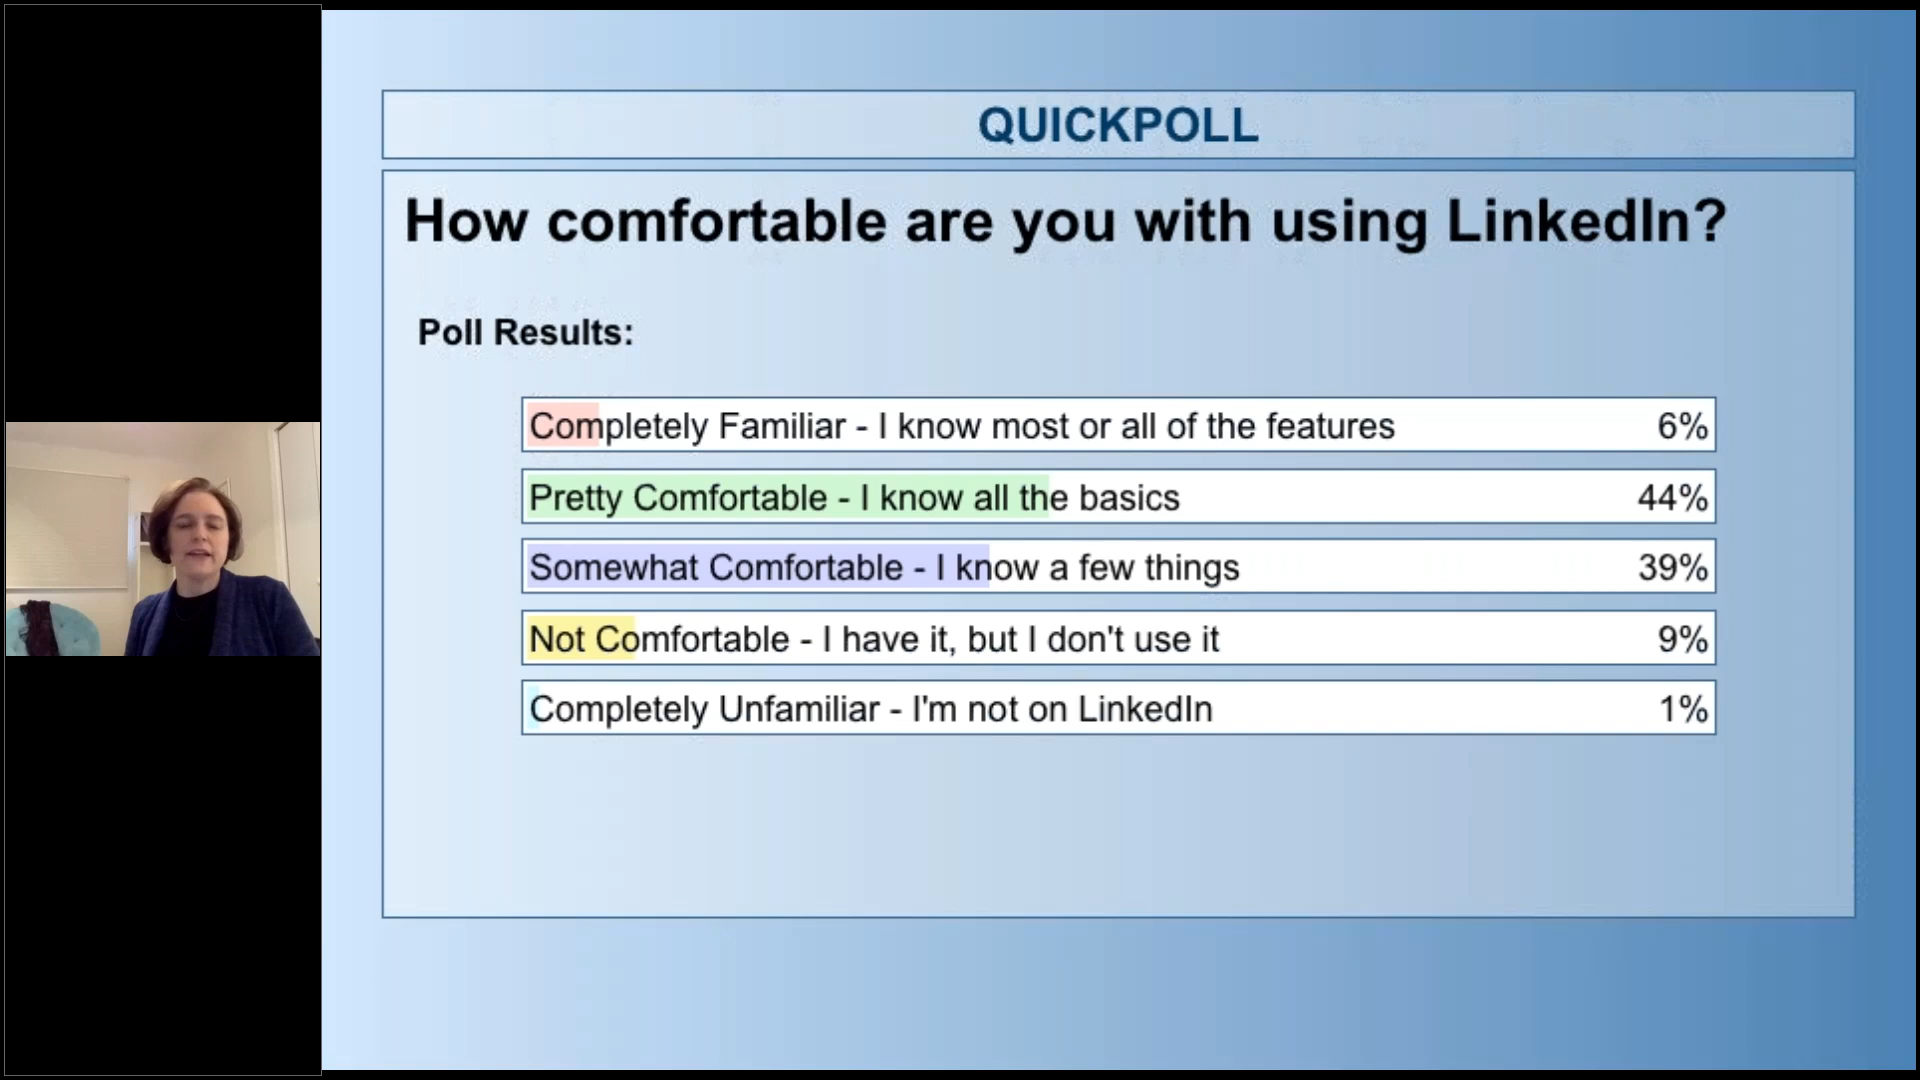 QUICKPOLL
How comfortable are you with using LinkedIn?
Poll Results:
Completely Familiar - I know most or all of the features 6%
Pretty Comfortable - I know all the basics 44%
Somewhat Comfortable - I know a few things 39%
Not Comfortable - I have it, but I don't use it 9%
Completely Unfamiliar - I'm not on LinkedIn 1%